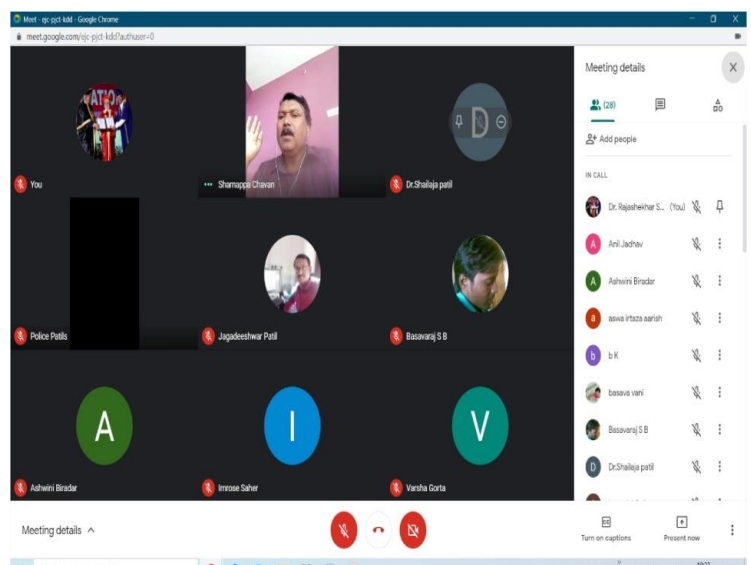 Meet - ejc-pjct-kdd - Google Chrome
meet.google.com/ejc-pjct-kdd?authuser=0
You
Shamappa Chavan
D
Dr.Shailaja patil
Police Patils
Jagadeeshwar Patil
Basavaraj S B
A
Ashwini Biradar
I
Imrose Saher
V
Varsha Gorta
Meeting details
(28)
Add people
IN CALL
Dr. Rajashekhar S... (You)
A Anil Jadhav
A Ashwini Biradar
a aswa irtaza aarish
b b K
basava vani
Basavaraj S B
D Dr.Shailaja patil
Meeting details
Turn on captions
Present now